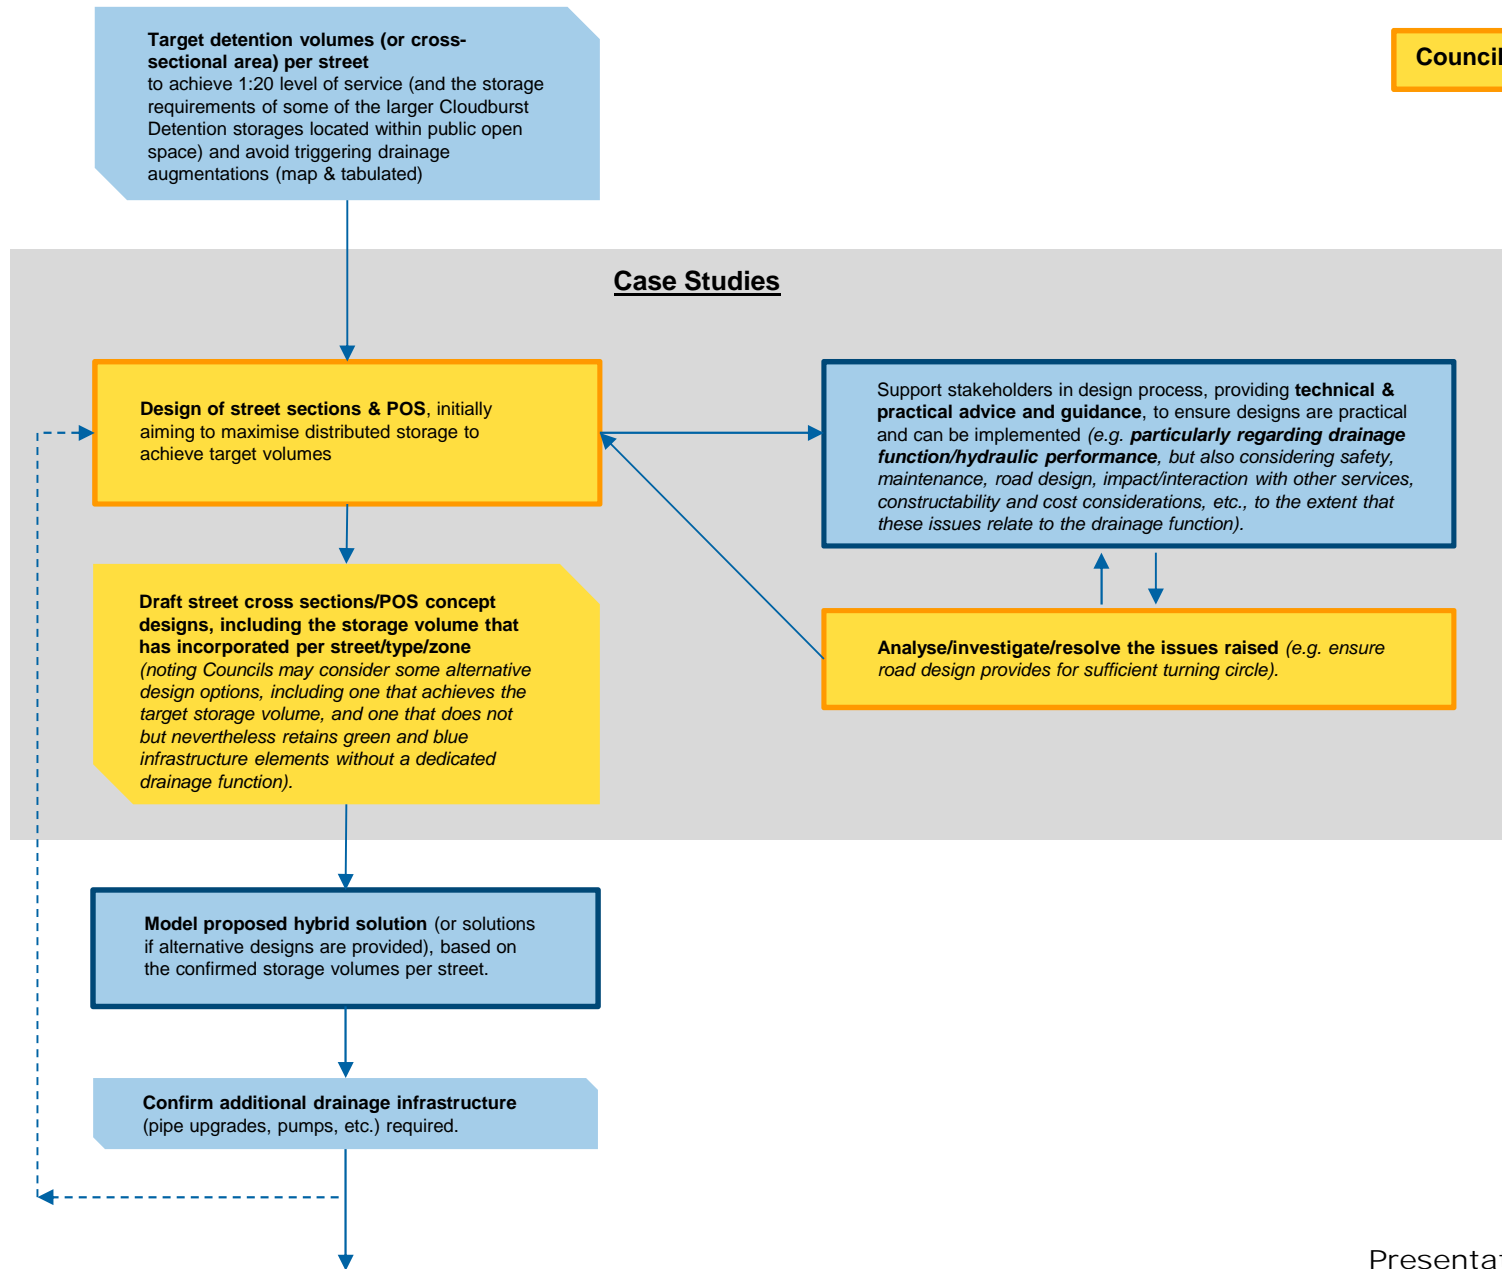 Target detention volumes (or cross-
sectional area) per street
to achieve 1:20 level of service (and the storage
requirements of some of the larger Cloudburst
Detention storages located within public open
space) and avoid triggering drainage
augmentations (map & tabulated)
Council
Case Studies
Design of street sections & POS, initially
aiming to maximise distributed storage to
achieve target volumes
Support stakeholders in design process, providing technical &
practical advice and guidance, to ensure designs are practical
and can be implemented (e.g. particularly regarding drainage
function/hydraulic performance, but also considering safety,
maintenance, road design, impact/interaction with other services,
constructability and cost considerations, etc., to the extent that
these issues relate to the drainage function).
Draft street cross sections/POS concept
designs, including the storage volume that
has incorporated per street/type/zone
(noting Councils may consider some alternative
design options, including one that achieves the
target storage volume, and one that does not
but nevertheless retains green and blue
infrastructure elements without a dedicated
drainage function).
Analyse/investigate/resolve the issues raised (e.g. ensure
road design provides for sufficient turning circle).
Model proposed hybrid solution (or solutions
if alternative designs are provided), based on
the confirmed storage volumes per street.
Confirm additional drainage infrastructure
(pipe upgrades, pumps, etc.) required.
Presentat